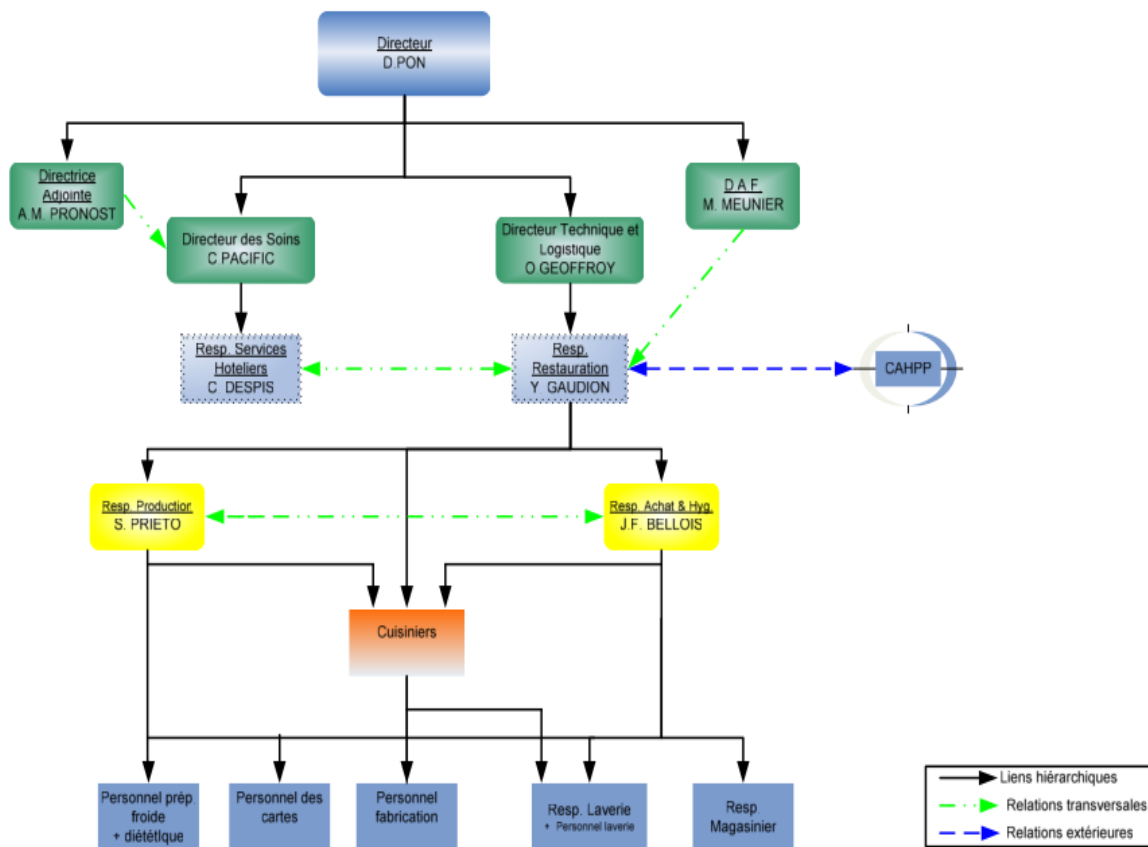 Directeur
D.PON
Directrice
Adjointe
A.M. PRONOST
D.A.F.
M. MEUNIER
Directeur des Soins
C PACIFIC
Directeur Technique et
Logistique
O GEOFFROY
Resp. Services
Hoteliers
C DESPIS
Resp.
Restauration
Y GAUDION
CAHPP
Resp. Production
S. PRIETO
Resp. Achat & Hyg.
J.F. BELLOIS
Cuisiniers
Personnel prép.
froide
+ diététIque
Personnel des
cartes
Personnel
fabrication
Resp. Laverie
+ Personnel laverie
Resp.
Magasinier
Liens hiérarchiques
Relations transversales
Relations extérieures